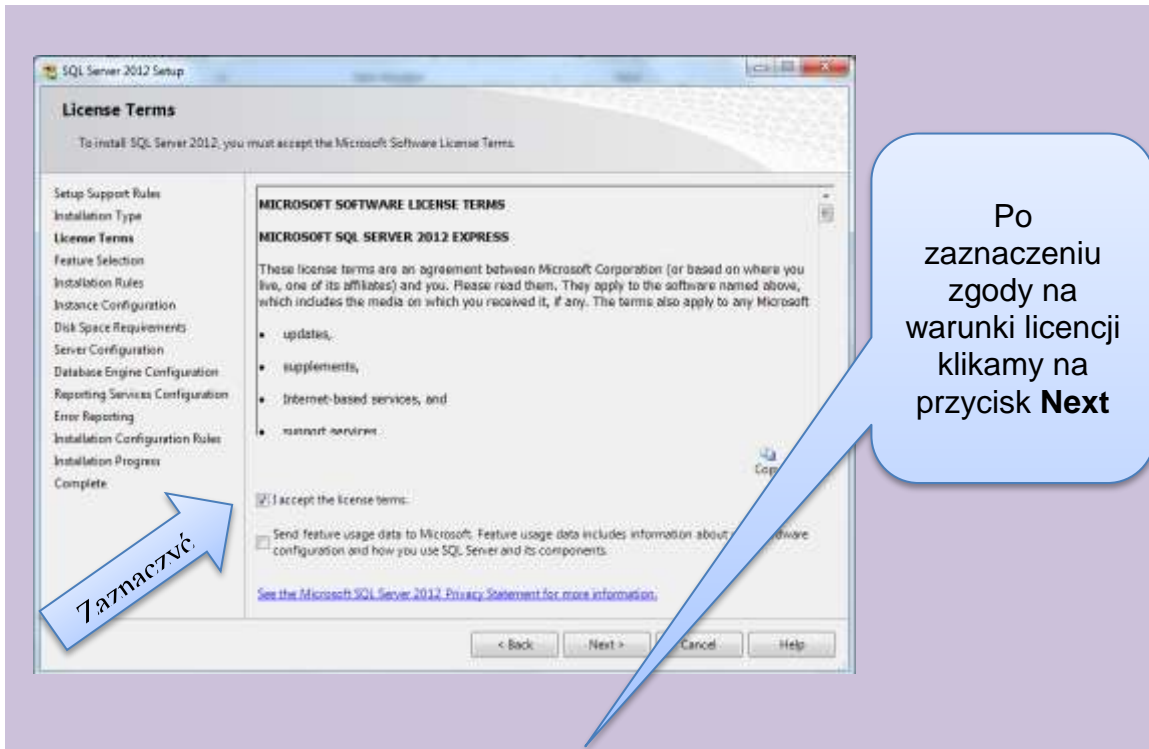 SQL Server 2012 Setup
License Terms
To install SQL Server 2012, you must accept the Microsoft Software License Terms.
Setup Support Rules
Installation Type
License Terms
Feature Selection
Installation Rules
Instance Configuration
Disk Space Requirements
Server Configuration
Database Engine Configuration
Reporting Services Configuration
Error Reporting
Installation Configuration Rules
Installation Progress
Complete
MICROSOFT SOFTWARE LICENSE TERMS
MICROSOFT SQL SERVER 2012 EXPRESS
These license terms are an agreement between Microsoft Corporation (or based on where you
live, one of its affiliates) and you. Please read them. They apply to the software named above,
which includes the media on which you received it, if any. The terms also apply to any Microsoft
• updates,
• supplements,
• Internet-based services, and
• support services
I accept the license terms.
Send feature usage data to Microsoft. Feature usage data includes information about
configuration and how you use SQL Server and its components.
See the Microsoft SQL Server 2012 Privacy Statement for more information.
< Back
Next >
Cancel
Help
Zaznaczyć
Po
zaznaczeniu
zgody na
warunki licencji
klikamy na
przycisk Next